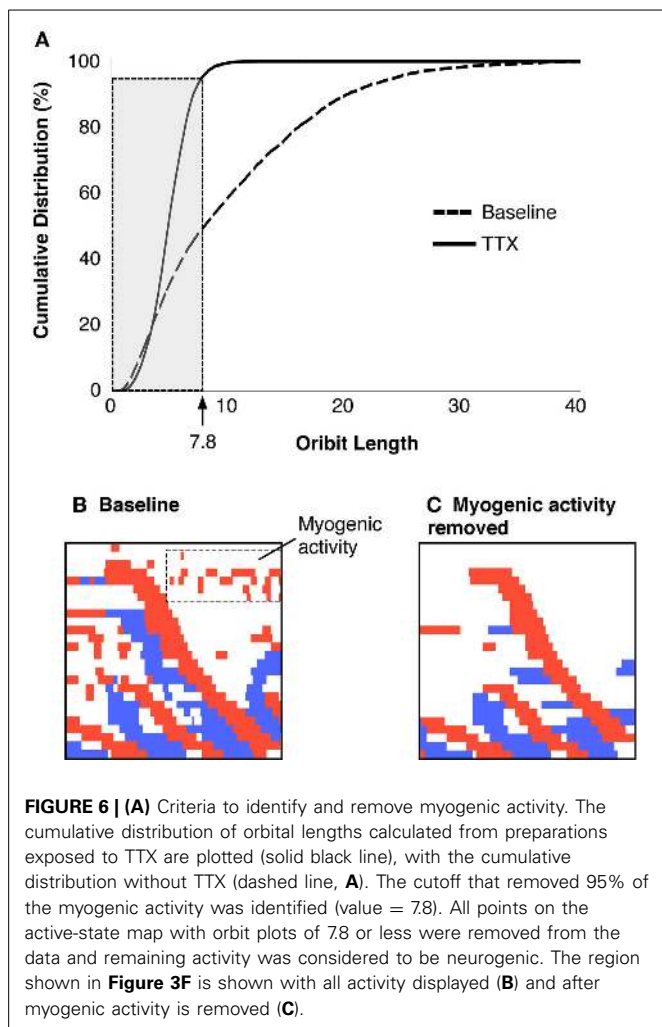 A
100
80
60
40
20
0
Cumulative Distribution (%)
Baseline
TTX
0 10 20 30 40
7.8
Oribit Length
B Baseline
Myogenic
activity
C Myogenic activity
removed
FIGURE 6 | (A) Criteria to identify and remove myogenic activity. The
cumulative distribution of orbital lengths calculated from preparations
exposed to TTX are plotted (solid black line), with the cumulative
distribution without TTX (dashed line, A). The cutoff that removed 95% of
the myogenic activity was identified (value = 7.8). All points on the
active-state map with orbit plots of 7.8 or less were removed from the
data and remaining activity was considered to be neurogenic. The region
shown in Figure 3F is shown with all activity displayed (B) and after
myogenic activity is removed (C).